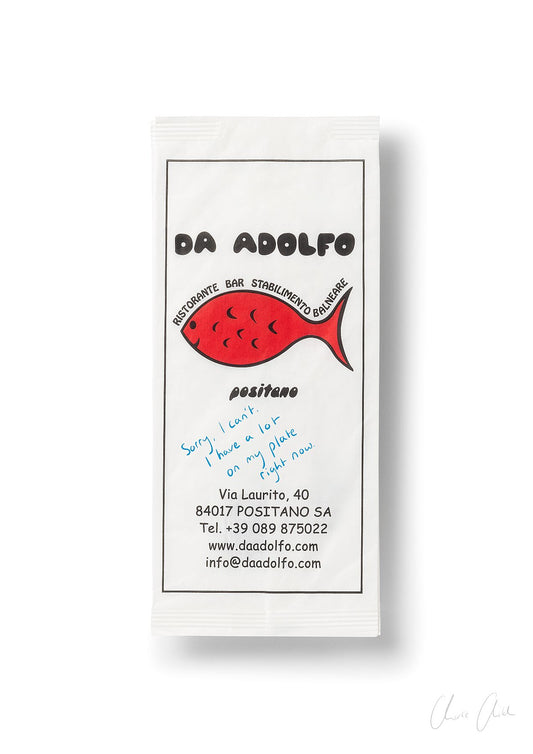 DA ADOLFO
RISTORANTE BAR STABILIMENTO BALNEARE
positano
Sorry, I can't.
I have a lot
on my plate
right now.
Via Laurito, 40
84017 POSITANO SA
Tel. +39 089 875022
www.daadolfo.com
info@daadolfo.com